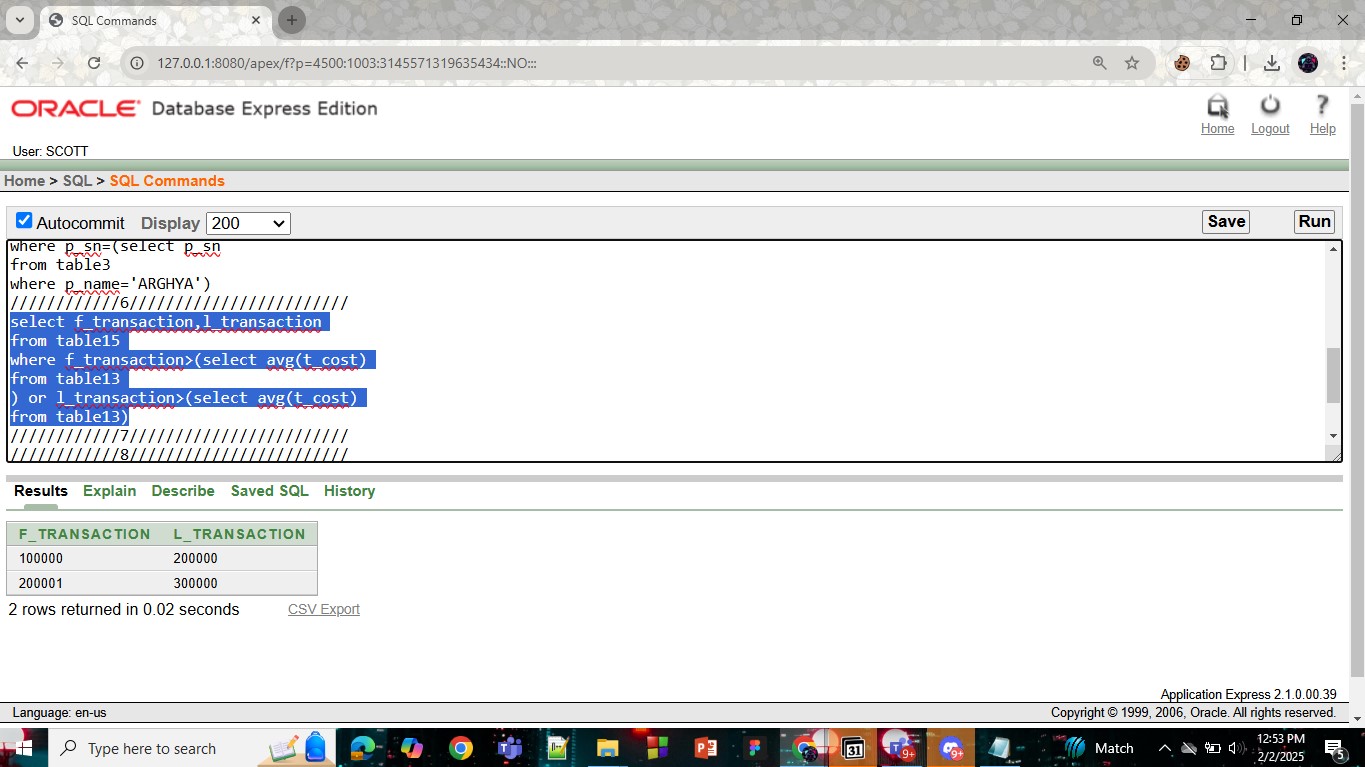 SQL Commands
127.0.0.1:8080/apex/f?p=4500:1003:3145571319635434::NO:::
ORACLE Database Express Edition
Home Logout Help
User: SCOTT
Home > SQL > SQL Commands
Autocommit Display 200 Save Run
where p_sn=(select p_sn
from table3
where p_name='ARGHYA')
////////////6////////////////////////
select f_transaction,l_transaction
from table15
where f_transaction>(select avg(t_cost)
from table13
) or l_transaction>(select avg(t_cost)
from table13)
////////////7////////////////////////
////////////8////////////////////////
Results Explain Describe Saved SQL History
F_TRANSACTION L_TRANSACTION
100000 200000
200001 300000
2 rows returned in 0.02 seconds CSV Export
Application Express 2.1.0.00.39
Language: en-us Copyright © 1999, 2006, Oracle. All rights reserved.
Type here to search 31 9+ 9+ Match 12:53 PM
2/2/2025 5